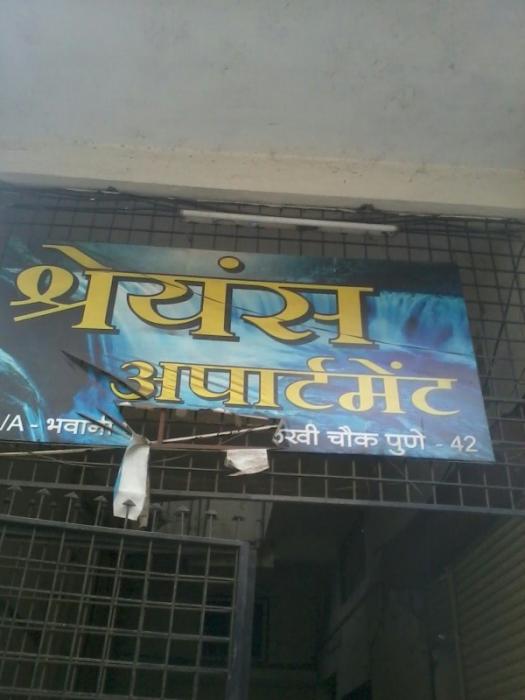 श्रेयंस
अपार्टमेंट
/A - भवानी चौक पुणे - 42